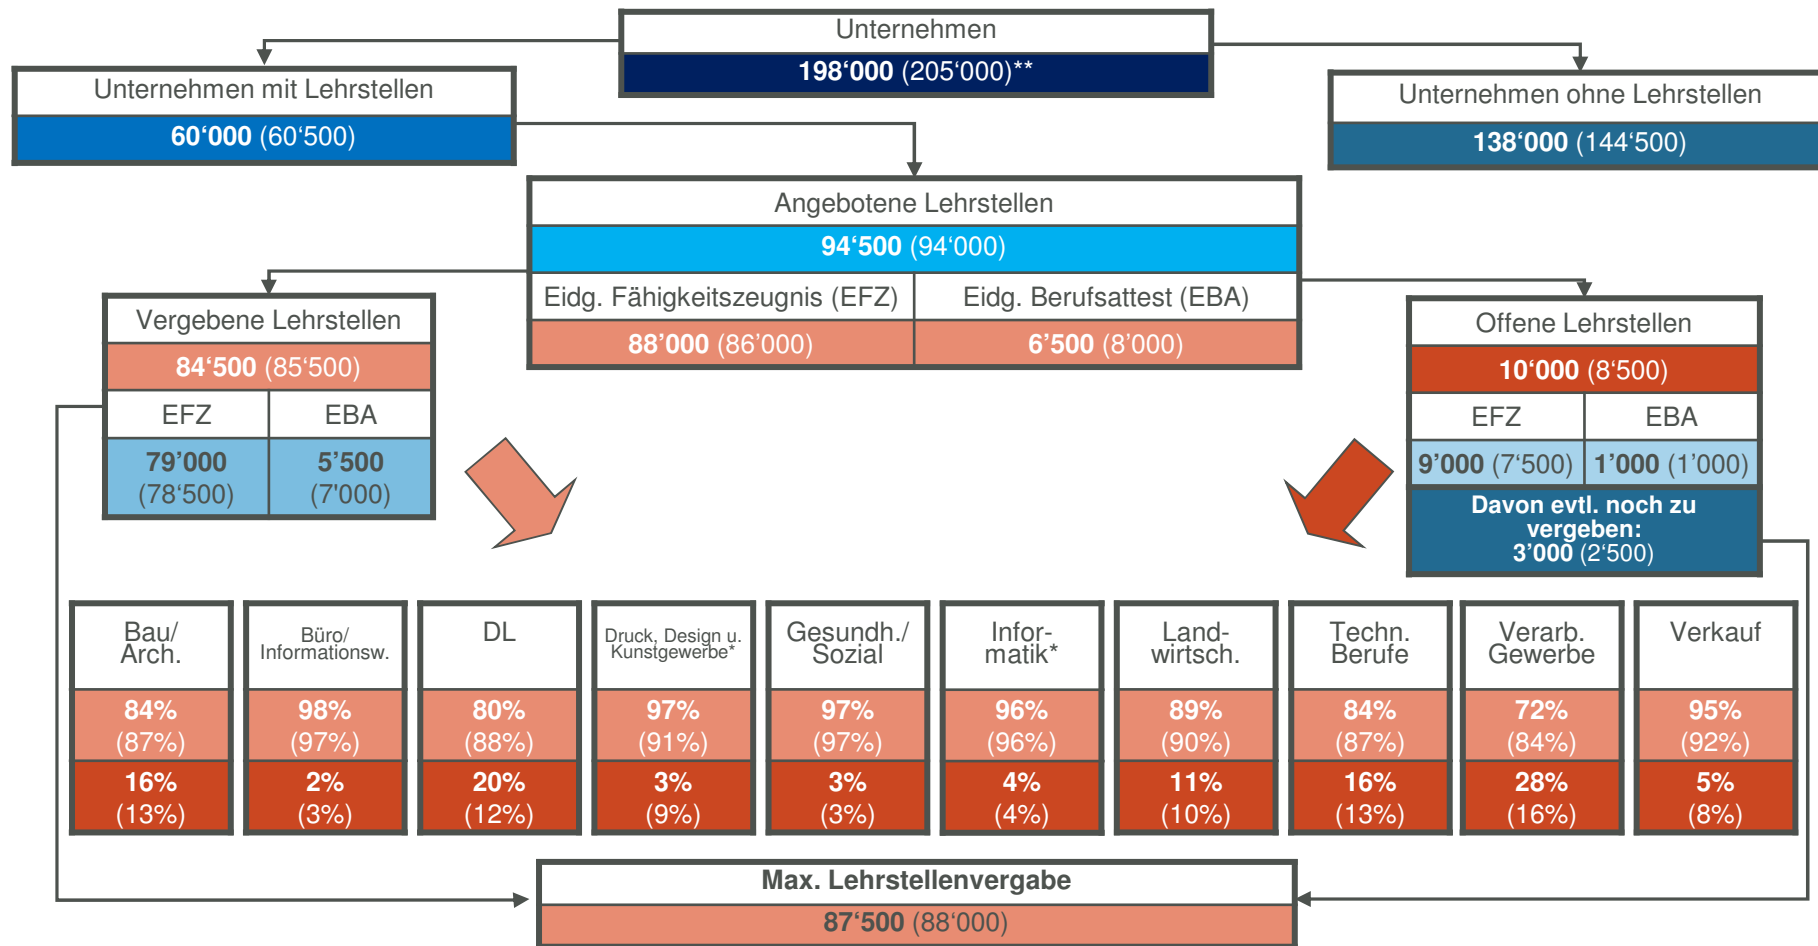 Unternehmen
198'000 (205'000)**
Unternehmen mit Lehrstellen
60‘000 (60‘500)
Unternehmen ohne Lehrstellen
138'000 (144‘500)
Angebotene Lehrstellen
94‘500 (94‘000)
Eidg. Fähigkeitszeugnis (EFZ)
Eidg. Berufsattest (EBA)
88’000 (86’000)
6’500 (8’000)
Vergebene Lehrstellen
84‘500 (85’500)
EFZ
EBA
79’000
(78‘500)
5’500
(7'000)
Offene Lehrstellen
10‘000 (8’500)
EFZ
EBA
9’000 (7‘500)
1’000 (1’000)
Davon evtl. noch zu
vergeben:
3’000 (2‘500)
Bau/
Arch.
84%
(87%)
16%
(13%)
Büro/
Informationsw.
98%
(97%)
2%
(3%)
DL
80%
(88%)
20%
(12%)
Druck, Design u.
Kunstgewerbe*
97%
(91%)
3%
(9%)
Gesundh./
Sozial
97%
(97%)
3%
(3%)
Infor-
matik*
96%
(96%)
4%
(4%)
Land-
wirtsch.
89%
(90%)
11%
(10%)
Techn.
Berufe
84%
(87%)
16%
(13%)
Verarb.
Gewerbe
72%
(84%)
28%
(16%)
Verkauf
95%
(92%)
5%
(8%)
Max. Lehrstellenvergabe
87‘500 (88‘000)